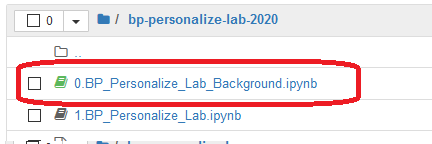 0 / bp-personalize-lab-2020
..
0.BP_Personalize_Lab_Background.ipynb
1.BP_Personalize_Lab.ipynb